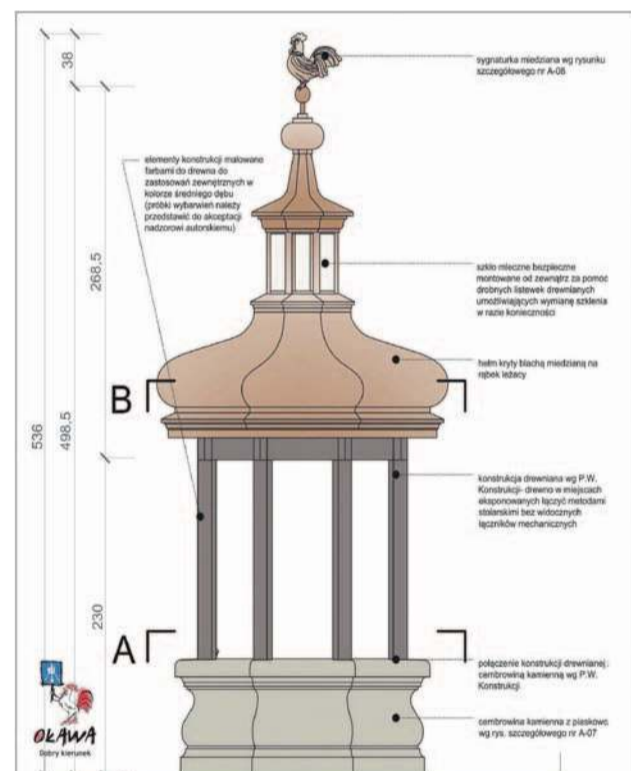 sygnaturka miedziana wg rysunku
szczegółowego nr A-08
38
elementy konstrukcji malowane
farbami do drewna do
zastosowań zewnętrznych w
kolorze średniego dębu
(próbki wybarwień należy
przedstawić do akceptacji
nadzorowi autorskiemu)
268,5
szkło mleczne bezpieczne
montowane od zewnątrz za pomoc
drobnych listewek drewnianych
umożliwiających wymianę szklenia
w razie konieczności
hełm kryty blachą miedzianą na
rąbek leżący
B
536
498,5
konstrukcja drewniana wg P.W.
Konstrukcji- drewno w miejscach
eksponowanych łączyć metodami
stolarskimi bez widocznych
łączników mechanicznych
230
A
połączenie konstrukcji drewnianej
cembrowiną kamienną wg P.W.
Konstrukcji.
cembrowina kamienna z piaskowc
wg rys. szczegółowego nr A-07
OŁAWA
Dobry kierunek